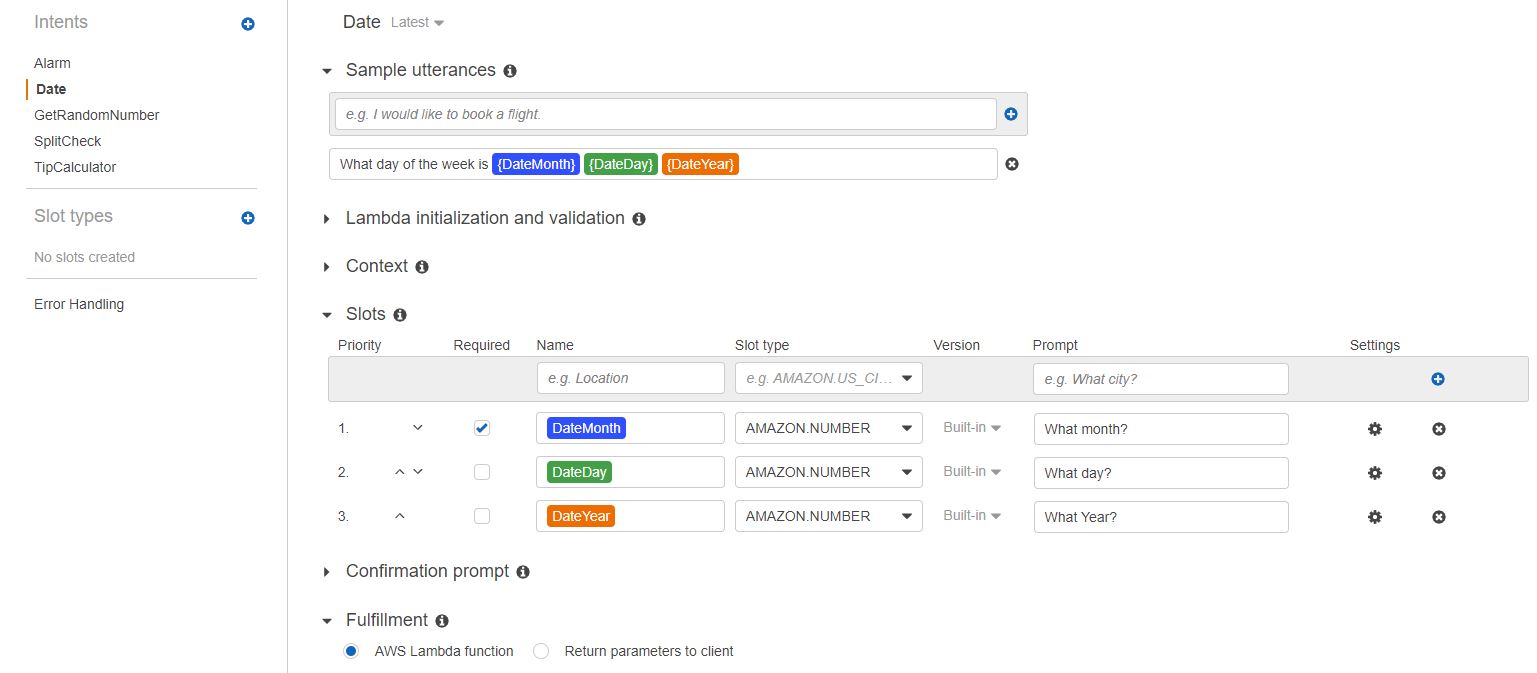 Intents
Alarm
Date
GetRandomNumber
SplitCheck
TipCalculator
Slot types
No slots created
Error Handling
Date Latest
Sample utterances
e.g. I would like to book a flight.
What day of the week is {DateMonth} {DateDay} {DateYear}
Lambda initialization and validation
Context
Slots
Priority Required Name Slot type Version Prompt Settings
e.g. Location e.g. AMAZON.US_CI... e.g. What city?
1. DateMonth AMAZON.NUMBER Built-in What month?
2. DateDay AMAZON.NUMBER Built-in What day?
3. DateYear AMAZON.NUMBER Built-in What Year?
Confirmation prompt
Fulfillment
AWS Lambda function Return parameters to client